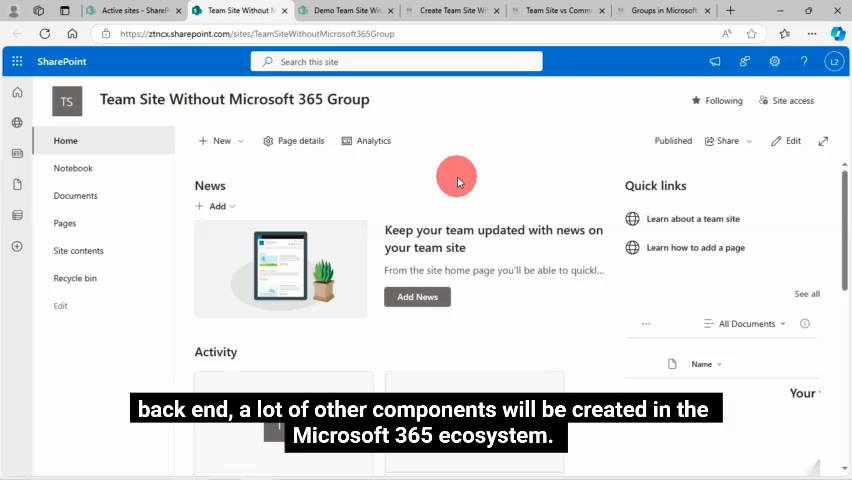 Active sites - ShareP
Team Site Without M
Demo Team Site Wit
Create Team Site Wi
Team Site vs Commu
Groups in Microsoft
https://ztncx.sharepoint.com/sites/TeamSiteWithoutMicrosoft365Group
SharePoint
Search this site
L2
TS
Team Site Without Microsoft 365 Group
Following
Site access
Home
New
Page details
Analytics
Published
Share
Edit
Notebook
Documents
Pages
Site contents
Recycle bin
Edit
News
Add
Keep your team updated with news on
your team site
From the site home page you'll be able to quickl...
Add News
Quick links
Learn about a team site
Learn how to add a page
See all
All Documents
Name
Activity
Your
back end, a lot of other components will be created in the
Microsoft 365 ecosystem.